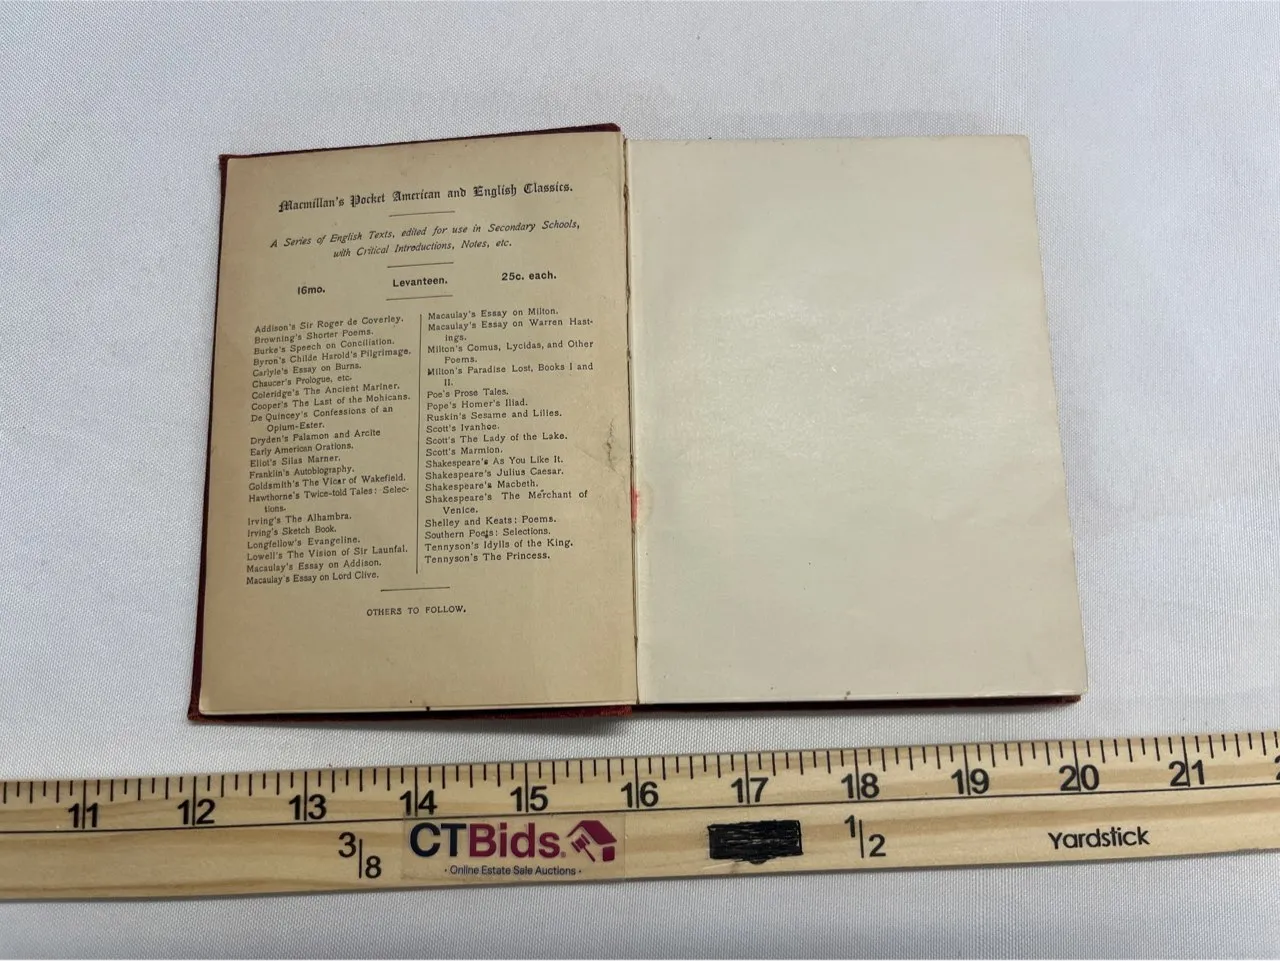 Macmillan's Pocket American and English Classics.
A Series of English Texts, edited for use in Secondary Schools,
with Critical Introductions, Notes, etc.
16mo. Levanteen. 25c. each.
Addison's Sir Roger de Coverley.
Browning's Shorter Poems.
Burke's Speech on Conciliation.
Byron's Childe Harold's Pilgrimage.
Carlyle's Essay on Burns.
Chaucer's Prologue, etc.
Coleridge's The Ancient Mariner.
Cooper's The Last of the Mohicans.
De Quincey's Confessions of an
Opium-Eater.
Dryden's Palamon and Arcite
Early American Orations.
Eliot's Silas Marner.
Franklin's Autobiography.
Goldsmith's The Vicar of Wakefield.
Hawthorne's Twice-told Tales: Selec-
tions.
Irving's The Alhambra.
Irving's Sketch Book.
Longfellow's Evangeline.
Lowell's The Vision of Sir Launfal.
Macaulay's Essay on Addison.
Macaulay's Essay on Lord Clive.
Macaulay's Essay on Milton.
Macaulay's Essay on Warren Hast-
ings.
Milton's Comus, Lycidas, and Other
Poems.
Milton's Paradise Lost, Books I and
II.
Poe's Prose Tales.
Pope's Homer's Iliad.
Ruskin's Sesame and Lilies.
Scott's Ivanhoe.
Scott's The Lady of the Lake.
Scott's Marmion.
Shakespeare's As You Like It.
Shakespeare's Julius Caesar.
Shakespeare's Macbeth.
Shakespeare's The Merchant of
Venice.
Shelley and Keats: Poems.
Southern Poets: Selections.
Tennyson's Idylls of the King.
Tennyson's The Princess.
OTHERS TO FOLLOW.
11 12 13 14 15 16 17 18 19 20 21
3/8 CTBids. 1/2 Yardstick
· Online Estate Sale Auctions ·